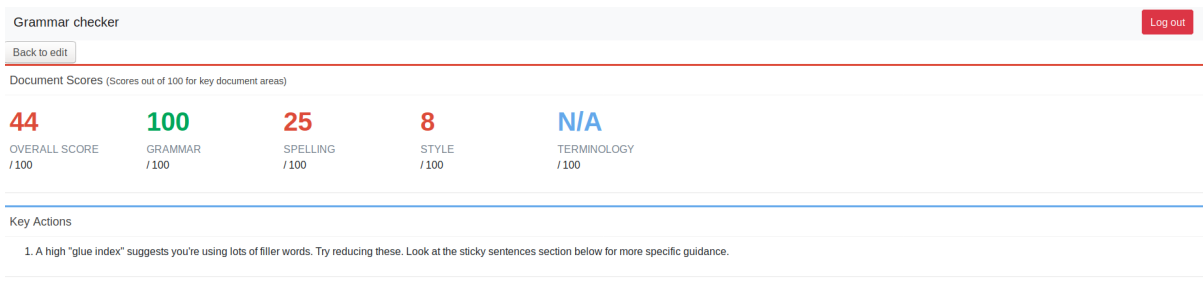 Grammar checker
Log out
Back to edit
Document Scores (Scores out of 100 for key document areas)
44 100 25 8 N/A
OVERALL SCORE GRAMMAR SPELLING STYLE TERMINOLOGY
/ 100 / 100 / 100 / 100 / 100
Key Actions
1. A high "glue index" suggests you're using lots of filler words. Try reducing these. Look at the sticky sentences section below for more specific guidance.